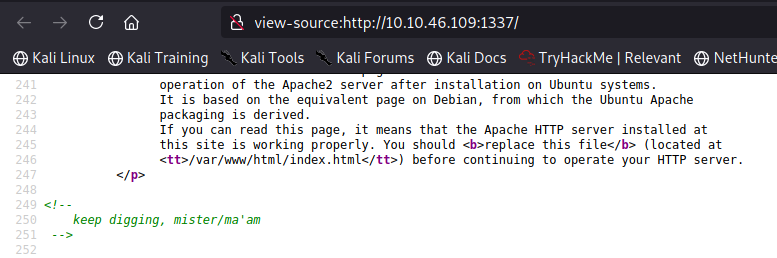 view-source:http://10.10.46.109:1337/
Kali Linux Kali Training Kali Tools Kali Forums Kali Docs TryHackMe | Relevant NetHunte
241 operation of the Apache2 server after installation on Ubuntu systems.
242 It is based on the equivalent page on Debian, from which the Ubuntu Apache
243 packaging is derived.
244 If you can read this page, it means that the Apache HTTP server installed at
245 this site is working properly. You should <b>replace this file</b> (located at
246 <tt>/var/www/html/index.html</tt>) before continuing to operate your HTTP server.
247 </p>
248
249 <!--
250 keep digging, mister/ma'am
251 -->
252